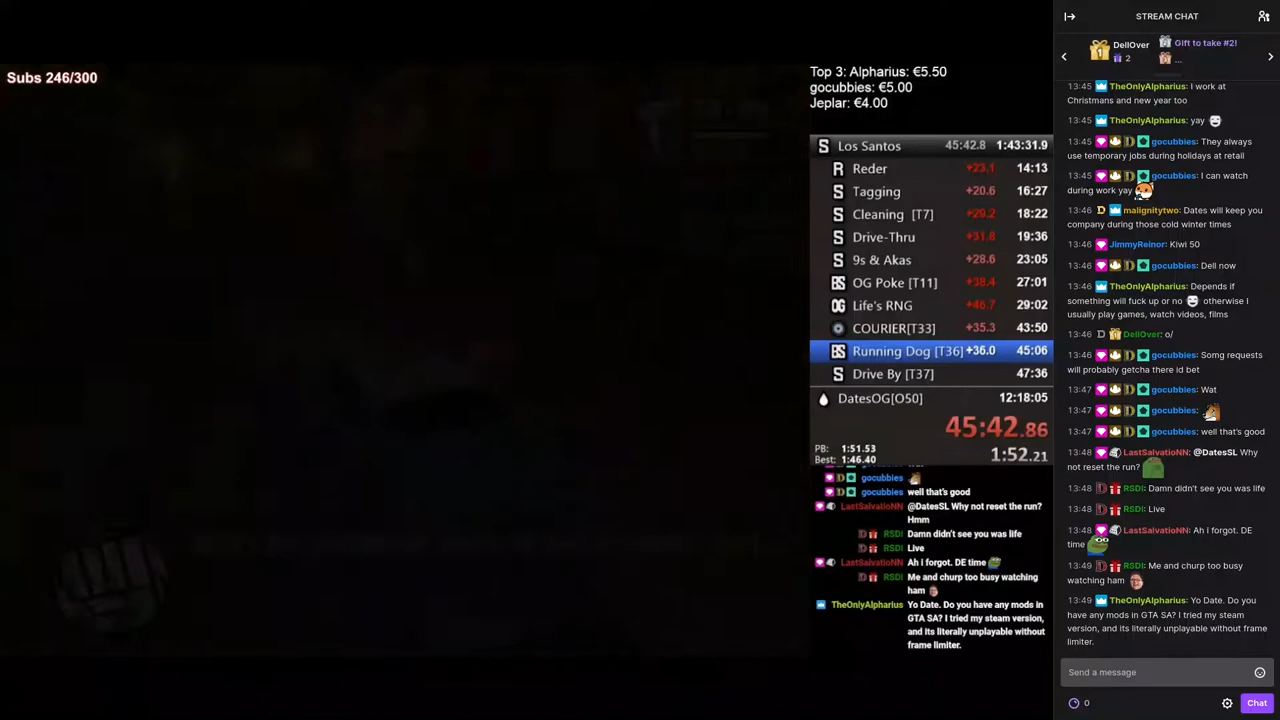 Subs 246/300
Top 3: Alpharius: €5.50
gocubbies: €5.00
Jeplar: €4.00
S Los Santos 45:42.8 1:43:31.9
R Reder +23.1 14:13
S Tagging +20.6 16:27
S Cleaning [T7] +29.2 18:22
S Drive-Thru +31.8 19:36
S 9s & Akas +28.6 23:05
BS OG Poke [T11] +38.4 27:01
OG Life's RNG +46.7 29:02
COURIER[T33] +35.3 43:50
BS Running Dog [T36] +36.0 45:06
S Drive By [T37] 47:36
DatesOG[O50] 12:18:05
45:42.86
PB: 1:51.53
Best: 1:46.40
1:52.21
gocubbies
gocubbies well that's good
LastSalvatioNN @DatesSL Why not reset the run?
Hmm
RSDI Damn didn't see you was life
RSDI Live
LastSalvatioNN Ah i forgot. DE time
RSDI Me and churp too busy watching
ham
TheOnlyAlpharius Yo Date. Do you have any mods in
GTA SA? I tried my steam version,
and its literally unplayable without
frame limiter.
STREAM CHAT
DellOver
2
Gift to take #2!
...
13:45 TheOnlyAlpharius: I work at
Christmans and new year too
13:45 TheOnlyAlpharius: yay
13:45 gocubbies: They always
use temporary jobs during holidays at retail
13:45 gocubbies: I can watch
during work yay
13:46 malignitytwo: Dates will keep you
company during those cold winter times
13:46 JimmyReinor: Kiwi 50
13:46 gocubbies: Dell now
13:46 TheOnlyAlpharius: Depends if
something will fuck up or no otherwise I
usually play games, watch videos, films
13:46 DellOver: o/
13:46 gocubbies: Somg requests
will probably getcha there id bet
13:47 gocubbies: Wat
13:47 gocubbies:
13:47 gocubbies: well that's good
13:48 LastSalvatioNN: @DatesSL Why
not reset the run?
13:48 RSDI: Damn didn't see you was life
13:48 RSDI: Live
13:48 LastSalvatioNN: Ah i forgot. DE
time
13:49 RSDI: Me and churp too busy
watching ham
13:49 TheOnlyAlpharius: Yo Date. Do you
have any mods in GTA SA? I tried my steam
version, and its literally unplayable without frame
limiter.
Send a message
0
Chat